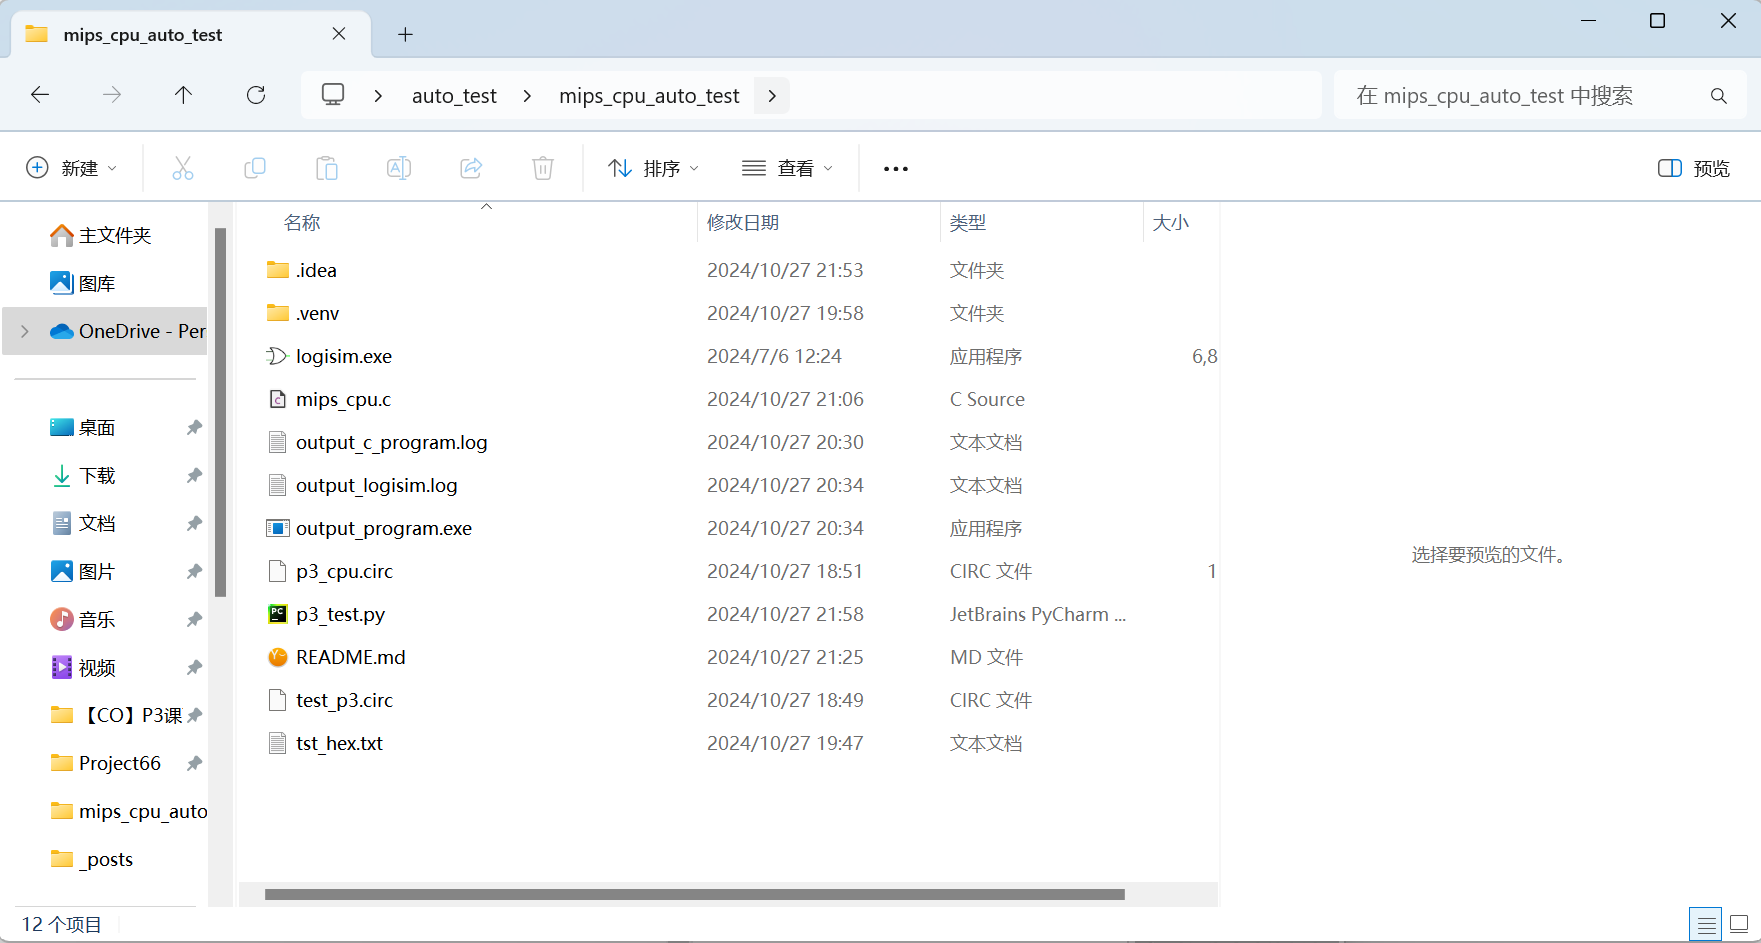 mips_cpu_auto_test
auto_test mips_cpu_auto_test
在 mips_cpu_auto_test 中搜索
新建
排序
查看
预览
主文件夹
图库
OneDrive - Per
桌面
下载
文档
图片
音乐
视频
【CO】P3课
Project66
mips_cpu_auto
_posts
名称 修改日期 类型 大小
.idea 2024/10/27 21:53 文件夹
.venv 2024/10/27 19:58 文件夹
logisim.exe 2024/7/6 12:24 应用程序 6,8
mips_cpu.c 2024/10/27 21:06 C Source
output_c_program.log 2024/10/27 20:30 文本文档
output_logisim.log 2024/10/27 20:34 文本文档
output_program.exe 2024/10/27 20:34 应用程序
p3_cpu.circ 2024/10/27 18:51 CIRC 文件 1
p3_test.py 2024/10/27 21:58 JetBrains PyCharm ...
README.md 2024/10/27 21:25 MD 文件
test_p3.circ 2024/10/27 18:49 CIRC 文件
tst_hex.txt 2024/10/27 19:47 文本文档
选择要预览的文件。
12 个项目